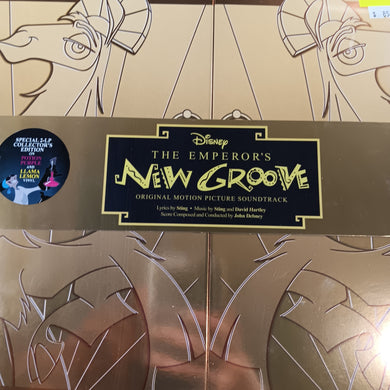 $ 85
SPECIAL 2-LP
COLLECTOR'S
EDITION
ON
POTION
PURPLE
AND
LLAMA
LEMON
VINYL
Disney
THE EMPEROR'S
NEW GROOVE
ORIGINAL MOTION PICTURE SOUNDTRACK
Lyrics by Sting • Music by Sting and David Hartley
Score Composed and Conducted by John Debney